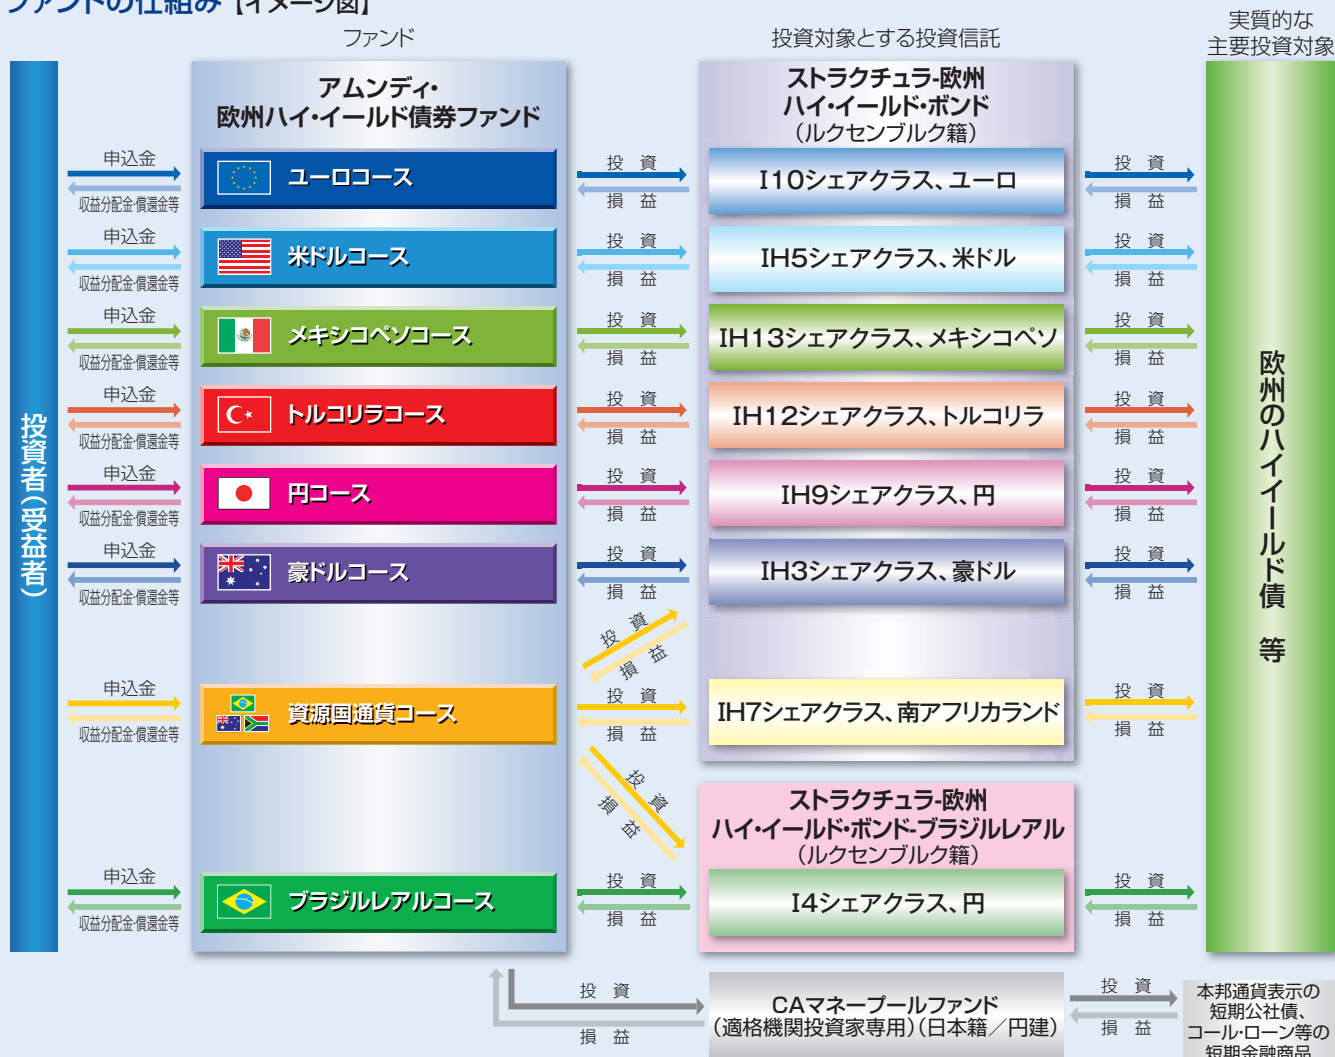 ファンドの仕組み【イメージ図】
ファンド
投資対象とする投資信託
実質的な
主要投資対象
投資者(受益者)
アムンディ・
欧州ハイ・イールド債券ファンド
ストラクチュラ-欧州
ハイ・イールド・ボンド
(ルクセンブルク籍)
欧州のハイイールド債 等
申込金
収益分配金・償還金等
ユーロコース
投 資
損 益
I10シェアクラス、ユーロ
投 資
損 益
申込金
収益分配金・償還金等
米ドルコース
投 資
損 益
IH5シェアクラス、米ドル
投 資
損 益
申込金
収益分配金・償還金等
メキシコペソコース
投 資
損 益
IH13シェアクラス、メキシコペソ
投 資
損 益
申込金
収益分配金・償還金等
トルコリラコース
投 資
損 益
IH12シェアクラス、トルコリラ
投 資
損 益
申込金
収益分配金・償還金等
円コース
投 資
損 益
IH9シェアクラス、円
投 資
損 益
申込金
収益分配金・償還金等
豪ドルコース
投 資
損 益
IH3シェアクラス、豪ドル
投 資
損 益
投 資
損 益
申込金
収益分配金・償還金等
資源国通貨コース
投 資
損 益
IH7シェアクラス、南アフリカランド
投 資
損 益
投 資
損 益
ストラクチュラ-欧州
ハイ・イールド・ボンド-ブラジルレアル
(ルクセンブルク籍)
申込金
収益分配金・償還金等
ブラジルレアルコース
投 資
損 益
I4シェアクラス、円
投 資
損 益
投 資
損 益
CAマネープールファンド
(適格機関投資家専用)(日本籍/円建)
投 資
損 益
本邦通貨表示の
短期公社債、
コール・ローン等の
短期金融商品